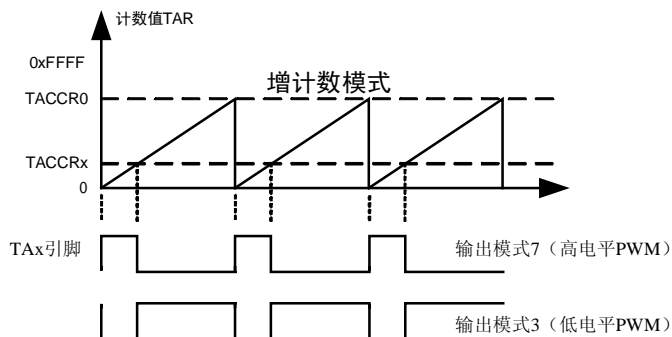 计数值TAR
0xFFFF
增计数模式
TACCR0
TACCRx
0
TAx引脚
输出模式7（高电平PWM）
输出模式3（低电平PWM）